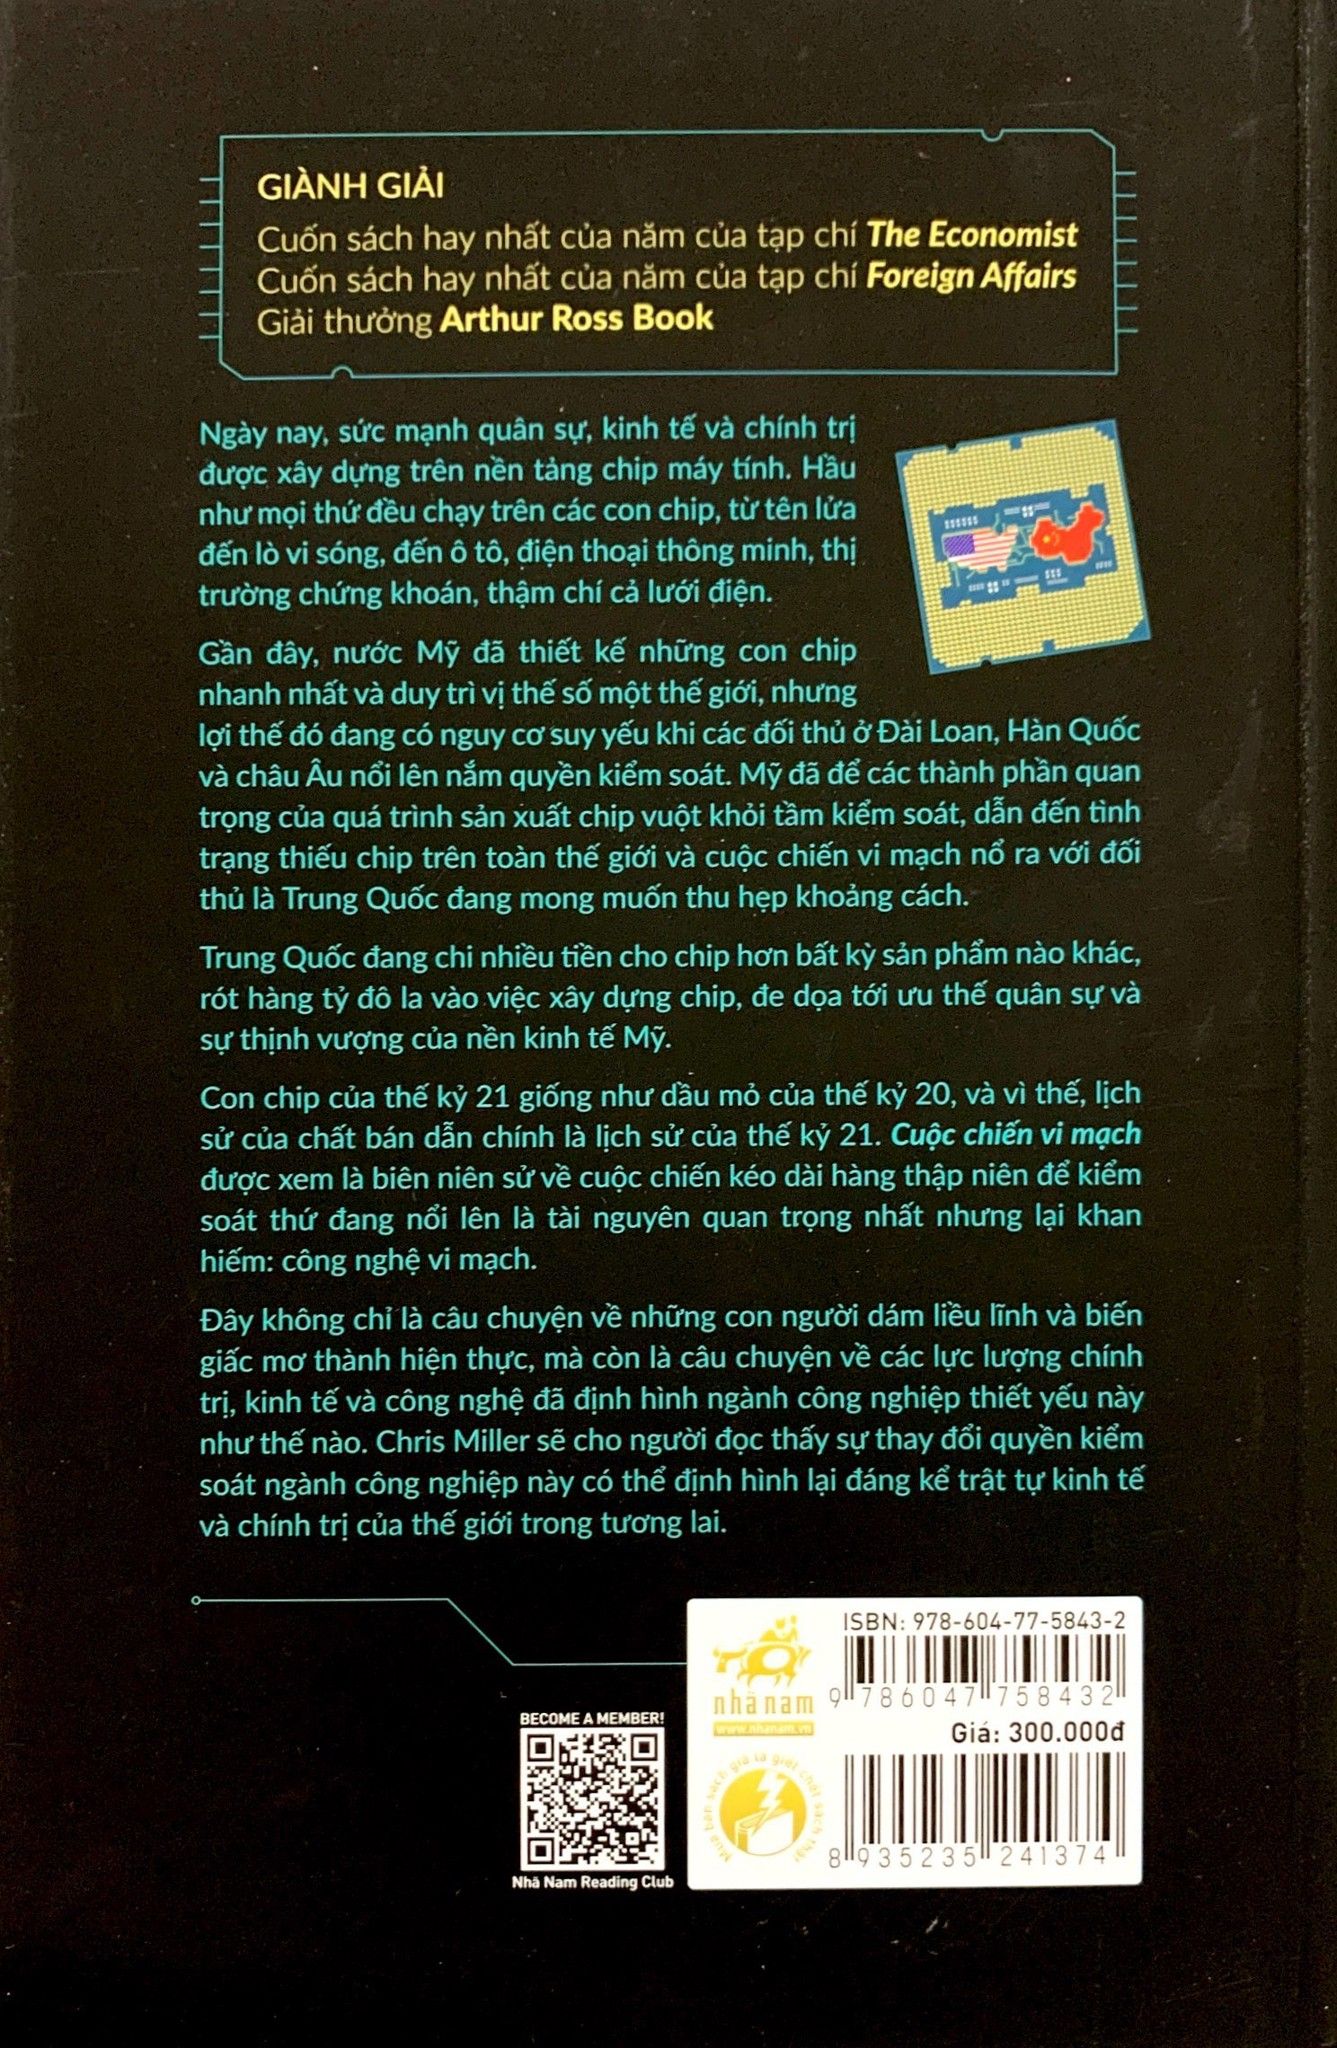 GIÀNH GIẢI
Cuốn sách hay nhất của năm của tạp chí The Economist
Cuốn sách hay nhất của năm của tạp chí Foreign Affairs
Giải thưởng Arthur Ross Book
Ngày nay, sức mạnh quân sự, kinh tế và chính trị
được xây dựng trên nền tảng chip máy tính. Hầu
như mọi thứ đều chạy trên các con chip, từ tên lửa
đến lò vi sóng, đến ô tô, điện thoại thông minh, thị
trường chứng khoán, thậm chí cả lưới điện.
Gần đây, nước Mỹ đã thiết kế những con chip
nhanh nhất và duy trì vị thế số một thế giới, nhưng
lợi thế đó đang có nguy cơ suy yếu khi các đối thủ ở Đài Loan, Hàn Quốc
và châu Âu nổi lên nắm quyền kiểm soát. Mỹ đã để các thành phần quan
trọng của quá trình sản xuất chip vuột khỏi tầm kiểm soát, dẫn đến tình
trạng thiếu chip trên toàn thế giới và cuộc chiến vi mạch nổ ra với đối
thủ là Trung Quốc đang mong muốn thu hẹp khoảng cách.
Trung Quốc đang chi nhiều tiền cho chip hơn bất kỳ sản phẩm nào khác,
rót hàng tỷ đô la vào việc xây dựng chip, đe dọa tới ưu thế quân sự và
sự thịnh vượng của nền kinh tế Mỹ.
Con chip của thế kỷ 21 giống như dầu mỏ của thế kỷ 20, và vì thế, lịch
sử của chất bán dẫn chính là lịch sử của thế kỷ 21. Cuộc chiến vi mạch
được xem là biên niên sử về cuộc chiến kéo dài hàng thập niên để kiểm
soát thứ đang nổi lên là tài nguyên quan trọng nhất nhưng lại khan
hiếm: công nghệ vi mạch.
Đây không chỉ là câu chuyện về những con người dám liều lĩnh và biến
giấc mơ thành hiện thực, mà còn là câu chuyện về các lực lượng chính
trị, kinh tế và công nghệ đã định hình ngành công nghiệp thiết yếu này
như thế nào. Chris Miller sẽ cho người đọc thấy sự thay đổi quyền kiểm
soát ngành công nghiệp này có thể định hình lại đáng kể trật tự kinh tế
và chính trị của thế giới trong tương lai.
ISBN: 978-604-77-5843-2
nhã nam
www.nhanam.vn
9 786047 758432
Giá: 300.000đ
BECOME A MEMBER!
Nhã Nam Reading Club
Mua bán sách giả là giết chết sách thật
8 935235 241374